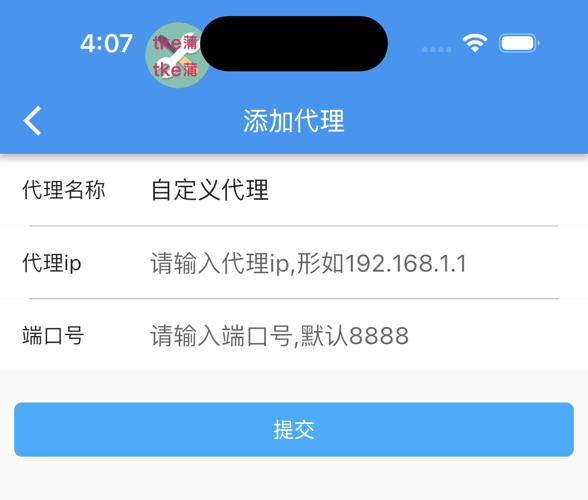 4:07
tke蒲
tke蒲
添加代理
代理名称 自定义代理
代理ip 请输入代理ip,形如192.168.1.1
端口号 请输入端口号,默认8888
提交